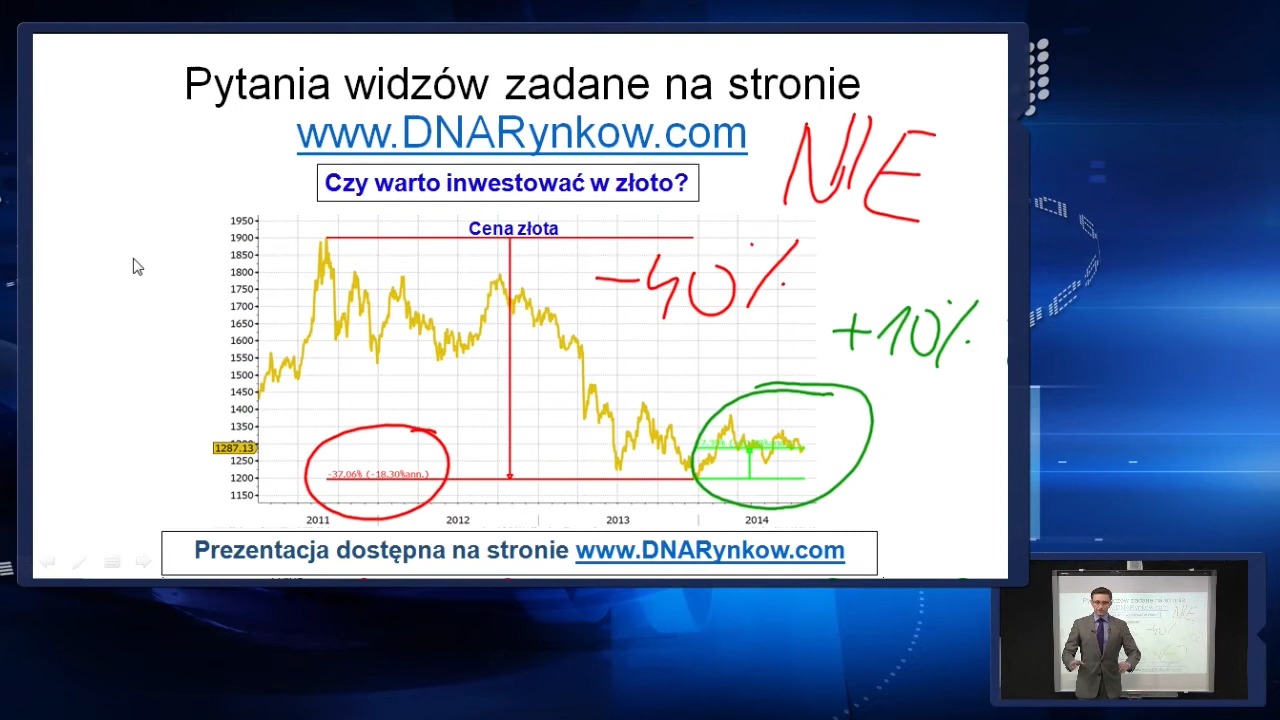 Pytania widzów zadane na stronie
www.DNARynkow.com
NIE
Czy warto inwestować w złoto?
Cena złota
-40%
+10%
1950
1900
1850
1800
1750
1700
1650
1600
1550
1500
1450
1400
1350
1287.13
1250
1200
1150
-37.06% (-18.30%ann.)
2011 2012 2013 2014
Prezentacja dostępna na stronie www.DNARynkow.com